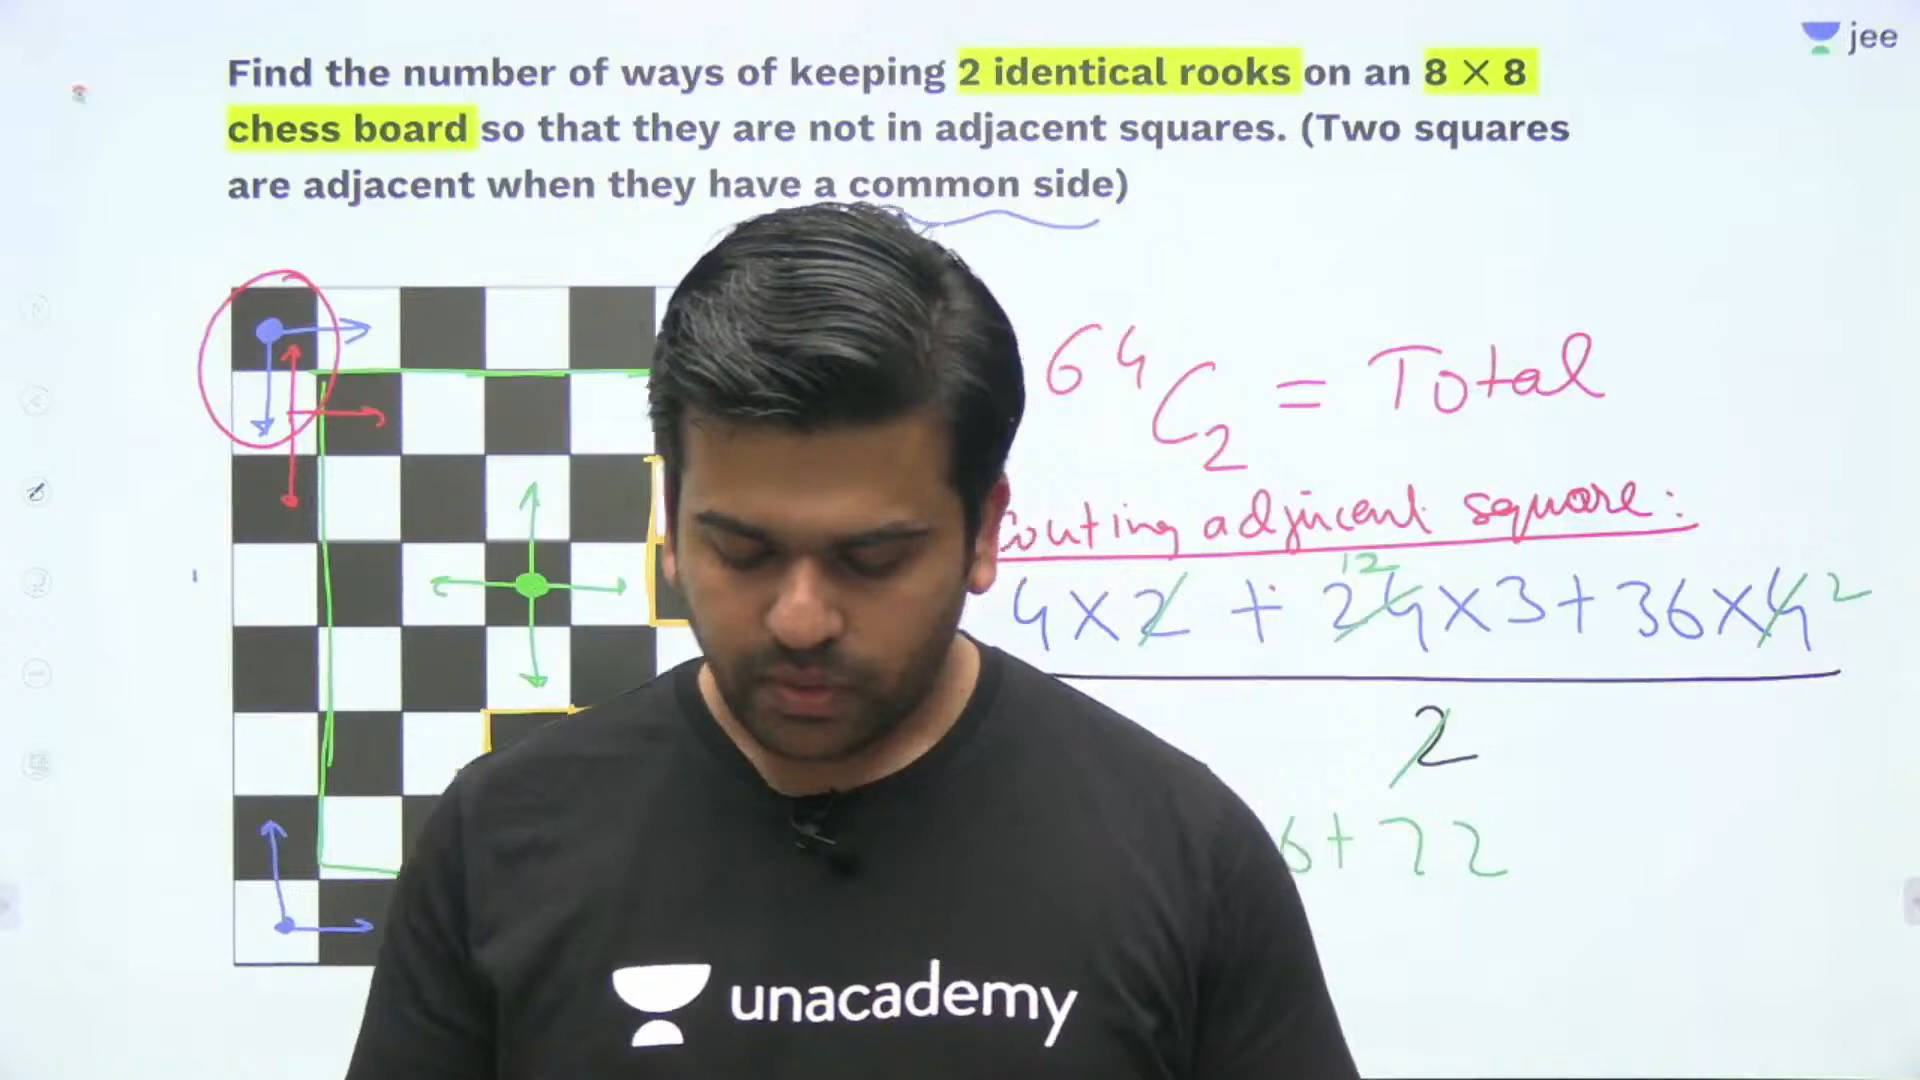 Find the number of ways of keeping 2 identical rooks on an 8 × 8
chess board so that they are not in adjacent squares. (Two squares
are adjacent when they have a common side)
jee
64C2 = Total
Couting adjacent square:
12
4 × 2 + 24 × 3 + 36 × 4 2
2
6 + 72
unacademy